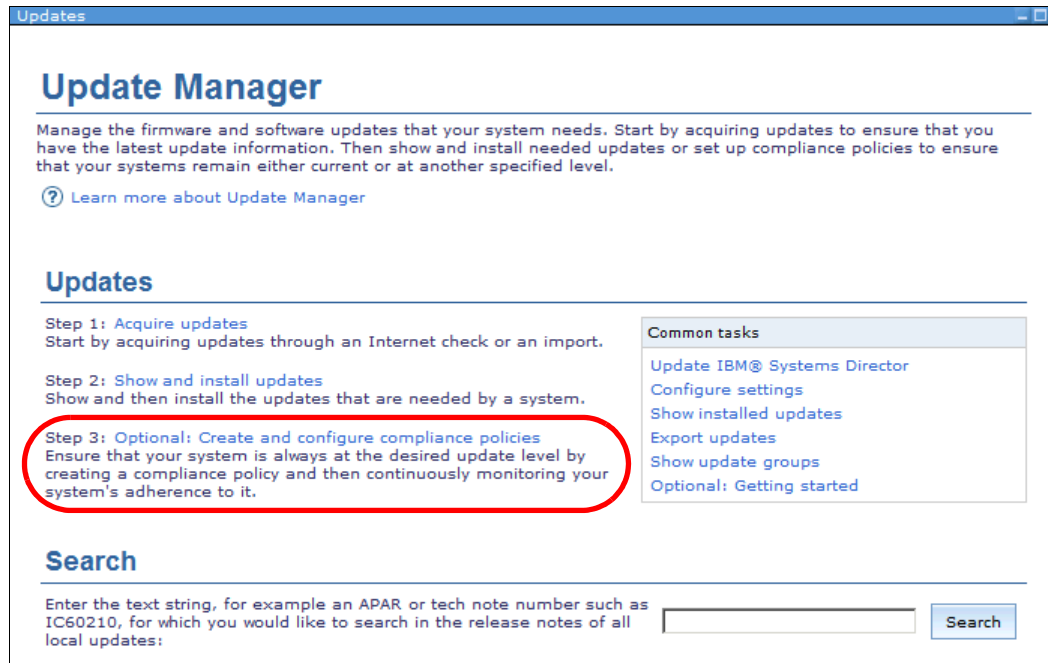 Updates
Update Manager
Manage the firmware and software updates that your system needs. Start by acquiring updates to ensure that you
have the latest update information. Then show and install needed updates or set up compliance policies to ensure
that your systems remain either current or at another specified level.
? Learn more about Update Manager
Updates
Step 1: Acquire updates
Start by acquiring updates through an Internet check or an import.
Step 2: Show and install updates
Show and then install the updates that are needed by a system.
Step 3: Optional: Create and configure compliance policies
Ensure that your system is always at the desired update level by
creating a compliance policy and then continuously monitoring your
system's adherence to it.
Common tasks
Update IBM® Systems Director
Configure settings
Show installed updates
Export updates
Show update groups
Optional: Getting started
Search
Enter the text string, for example an APAR or tech note number such as
IC60210, for which you would like to search in the release notes of all
local updates:
Search